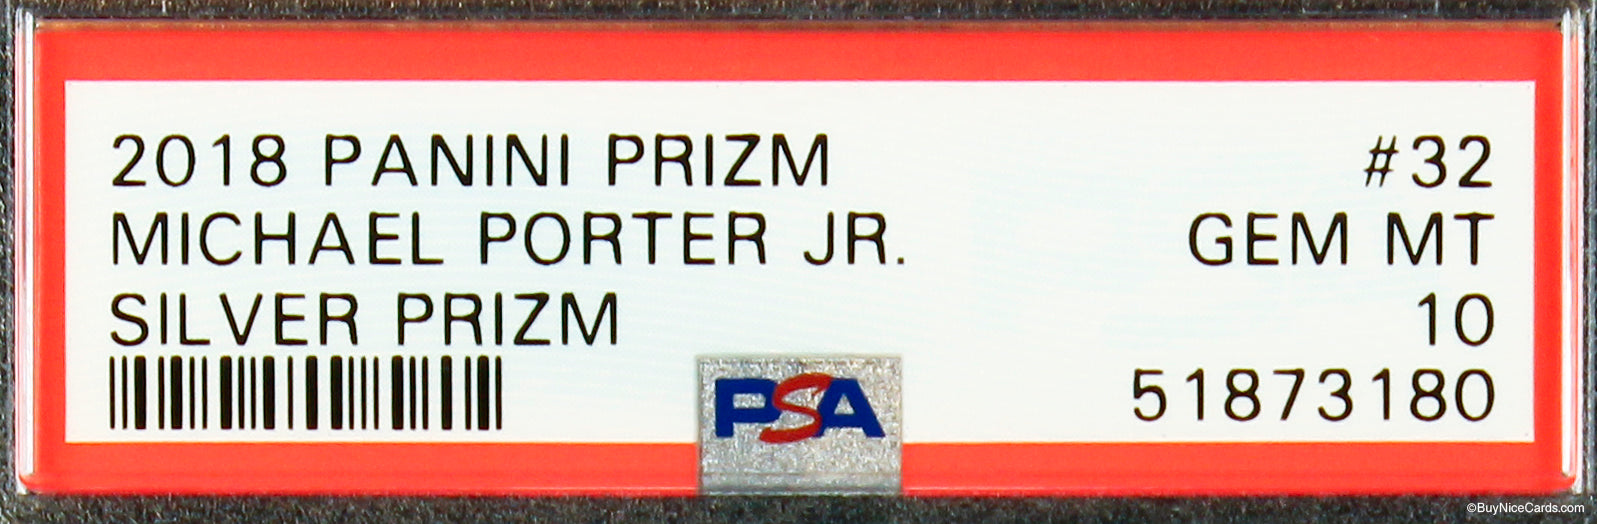 2018 PANINI PRIZM #32
MICHAEL PORTER JR. GEM MT
SILVER PRIZM 10
PSA 51873180
©BuyNiceCards.com